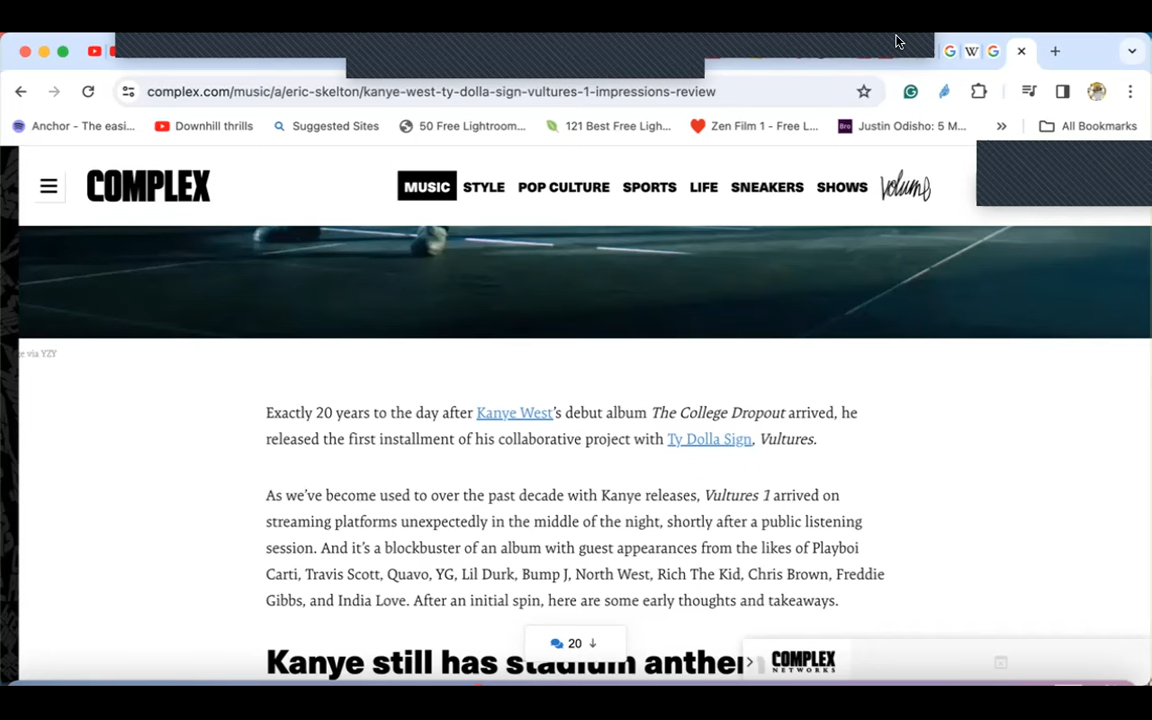 complex.com/music/a/eric-skelton/kanye-west-ty-dolla-sign-vultures-1-impressions-review
Anchor - The easi... Downhill thrills Suggested Sites 50 Free Lightroom... 121 Best Free Ligh... Zen Film 1 - Free L... Bro Justin Odisho: 5 M... » All Bookmarks
COMPLEX MUSIC STYLE POP CULTURE SPORTS LIFE SNEAKERS SHOWS Volume
via YZY
Exactly 20 years to the day after Kanye West's debut album The College Dropout arrived, he
released the first installment of his collaborative project with Ty Dolla Sign, Vultures.
As we've become used to over the past decade with Kanye releases, Vultures 1 arrived on
streaming platforms unexpectedly in the middle of the night, shortly after a public listening
session. And it's a blockbuster of an album with guest appearances from the likes of Playboi
Carti, Travis Scott, Quavo, YG, Lil Durk, Bump J, North West, Rich The Kid, Chris Brown, Freddie
Gibbs, and India Love. After an initial spin, here are some early thoughts and takeaways.
20 ↓
Kanye still has stadium
COMPLEX
NETWORKS